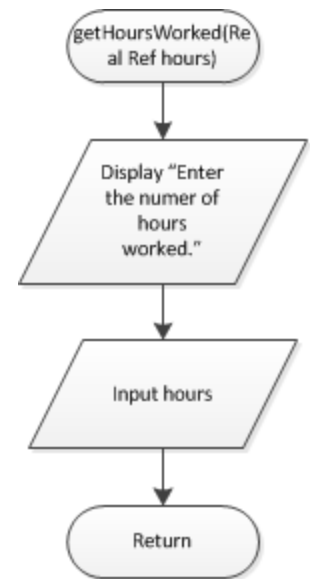 getHoursWorked(Re
al Ref hours)
Display “Enter
the numer of
hours
worked.”
Input hours
Return